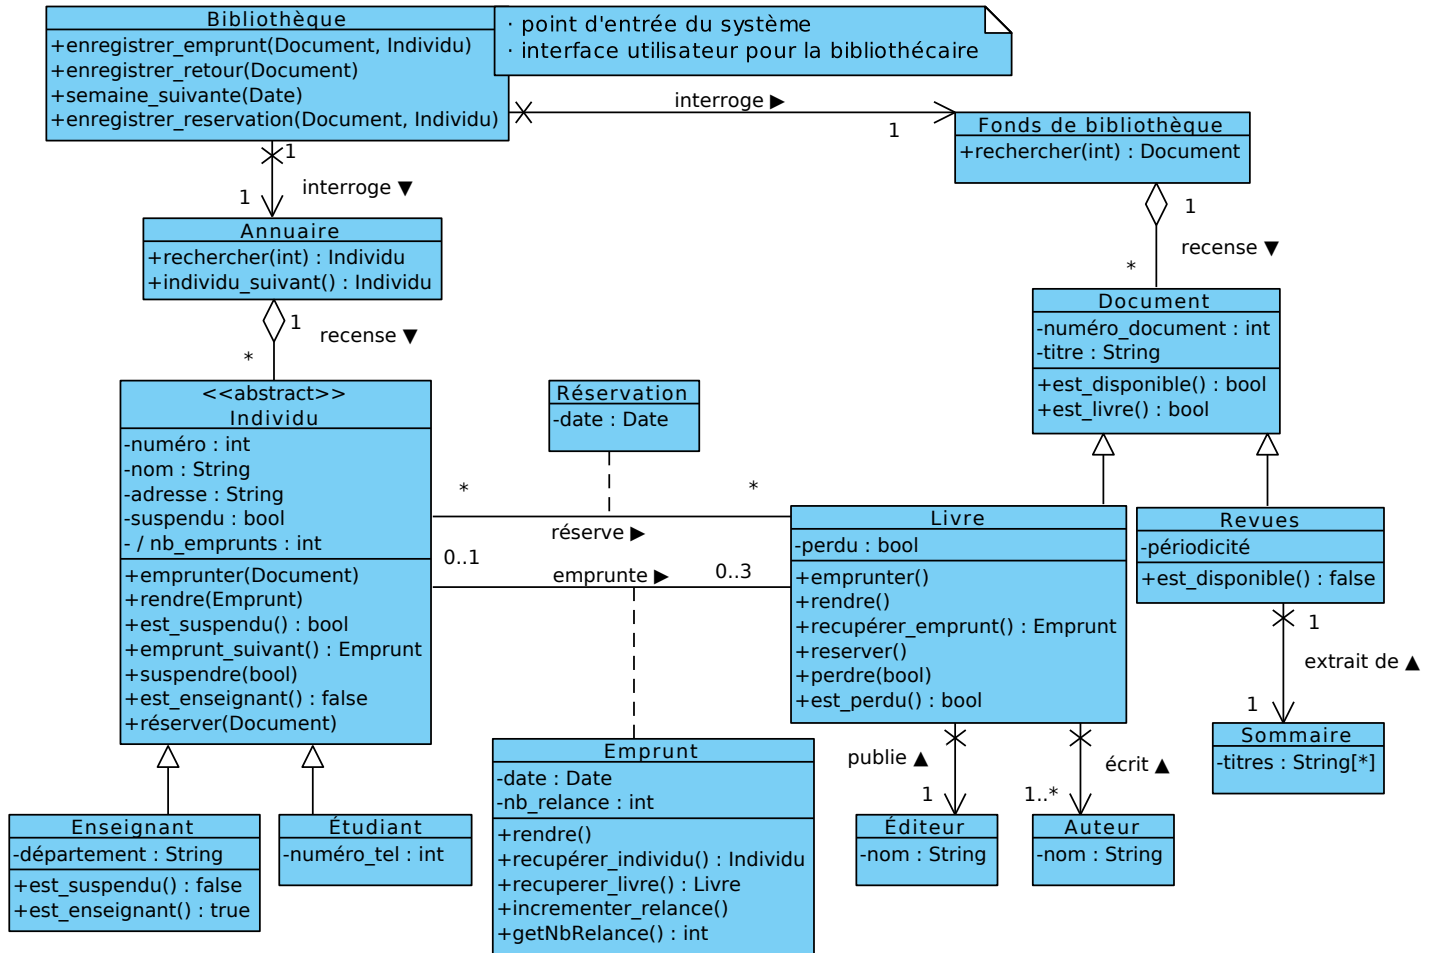 Bibliothèque
+enregistrer_emprunt(Document, Individu)
+enregistrer_retour(Document)
+semaine_suivante(Date)
+enregistrer_reservation(Document, Individu)
· point d'entrée du système
· interface utilisateur pour la bibliothécaire
interroge ▶
1
Fonds de bibliothèque
+rechercher(int) : Document
1
interroge ▼
1
Annuaire
+rechercher(int) : Individu
+individu_suivant() : Individu
1
recense ▼
*
1
recense ▼
*
Document
-numéro_document : int
-titre : String
+est_disponible() : bool
+est_livre() : bool
<<abstract>>
Individu
-numéro : int
-nom : String
-adresse : String
-suspendu : bool
- / nb_emprunts : int
+emprunter(Document)
+rendre(Emprunt)
+est_suspendu() : bool
+emprunt_suivant() : Emprunt
+suspendre(bool)
+est_enseignant() : false
+réserver(Document)
Réservation
-date : Date
*
*
réserve ▶
0..1
emprunte ▶
0..3
Livre
-perdu : bool
+emprunter()
+rendre()
+recupérer_emprunt() : Emprunt
+reserver()
+perdre(bool)
+est_perdu() : bool
Revues
-périodicité
+est_disponible() : false
1
extrait de ▲
1
Sommaire
-titres : String[*]
publie ▲
1
écrit ▲
1..*
Éditeur
-nom : String
Auteur
-nom : String
Emprunt
-date : Date
-nb_relance : int
+rendre()
+recupérer_individu() : Individu
+recuperer_livre() : Livre
+incrementer_relance()
+getNbRelance() : int
Enseignant
-département : String
+est_suspendu() : false
+est_enseignant() : true
Étudiant
-numéro_tel : int